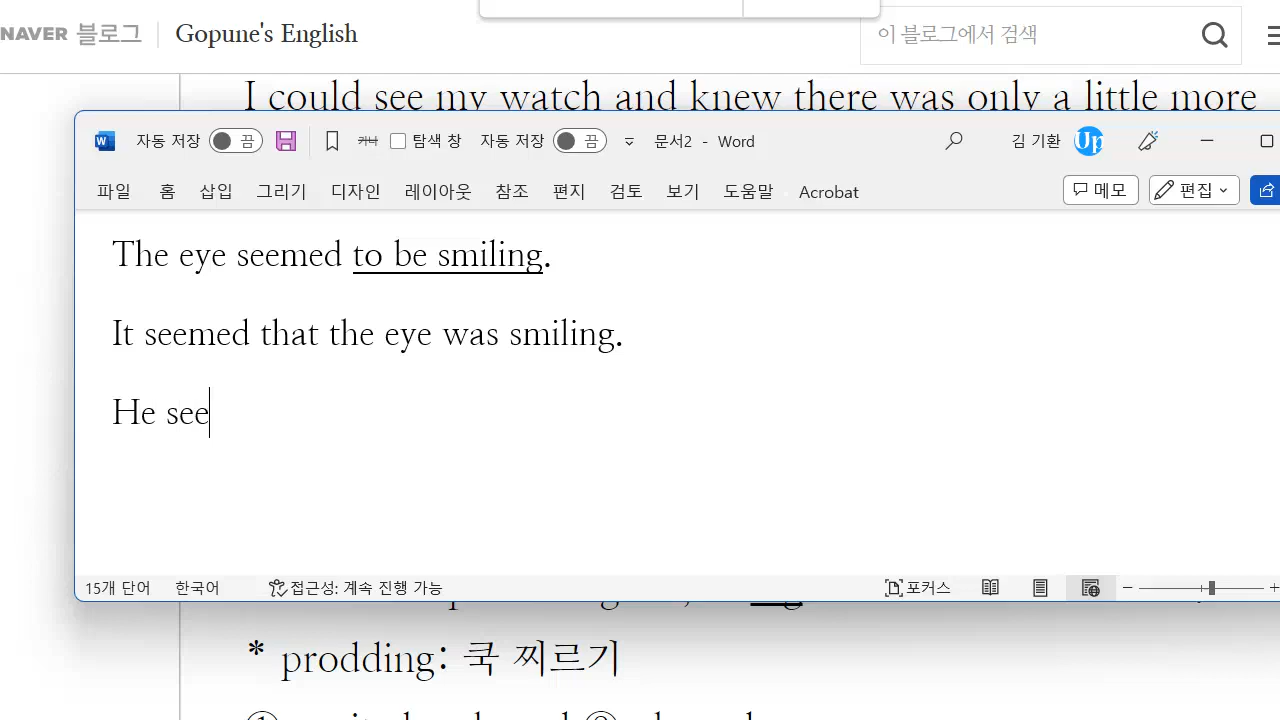 NAVER 블로그 Gopune's English 이 블로그에서 검색
I could see my watch and knew there was only a little more
자동 저장 끔 가나 탐색 창 자동 저장 끔 문서2 - Word 김 기환 Up
파일 홈 삽입 그리기 디자인 레이아웃 참조 편지 검토 보기 도움말 Acrobat 메모 편집
The eye seemed to be smiling.
It seemed that the eye was smiling.
He see
15개 단어 한국어 접근성: 계속 진행 가능 포커스
* prodding: 쿡 찌르기